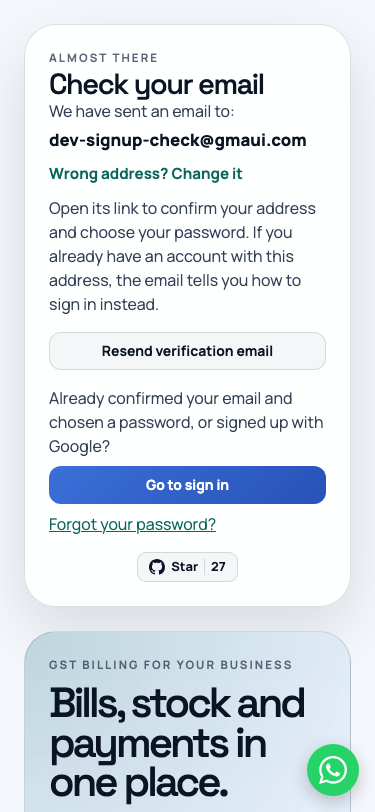 ALMOST THERE
Check your email
We have sent an email to:
dev-signup-check@gmaui.com
Wrong address? Change it
Open its link to confirm your address
and choose your password. If you
already have an account with this
address, the email tells you how to
sign in instead.
Resend verification email
Already confirmed your email and
chosen a password, or signed up with
Google?
Go to sign in
Forgot your password?
Star 27
GST BILLING FOR YOUR BUSINESS
Bills, stock and
payments in
one place.